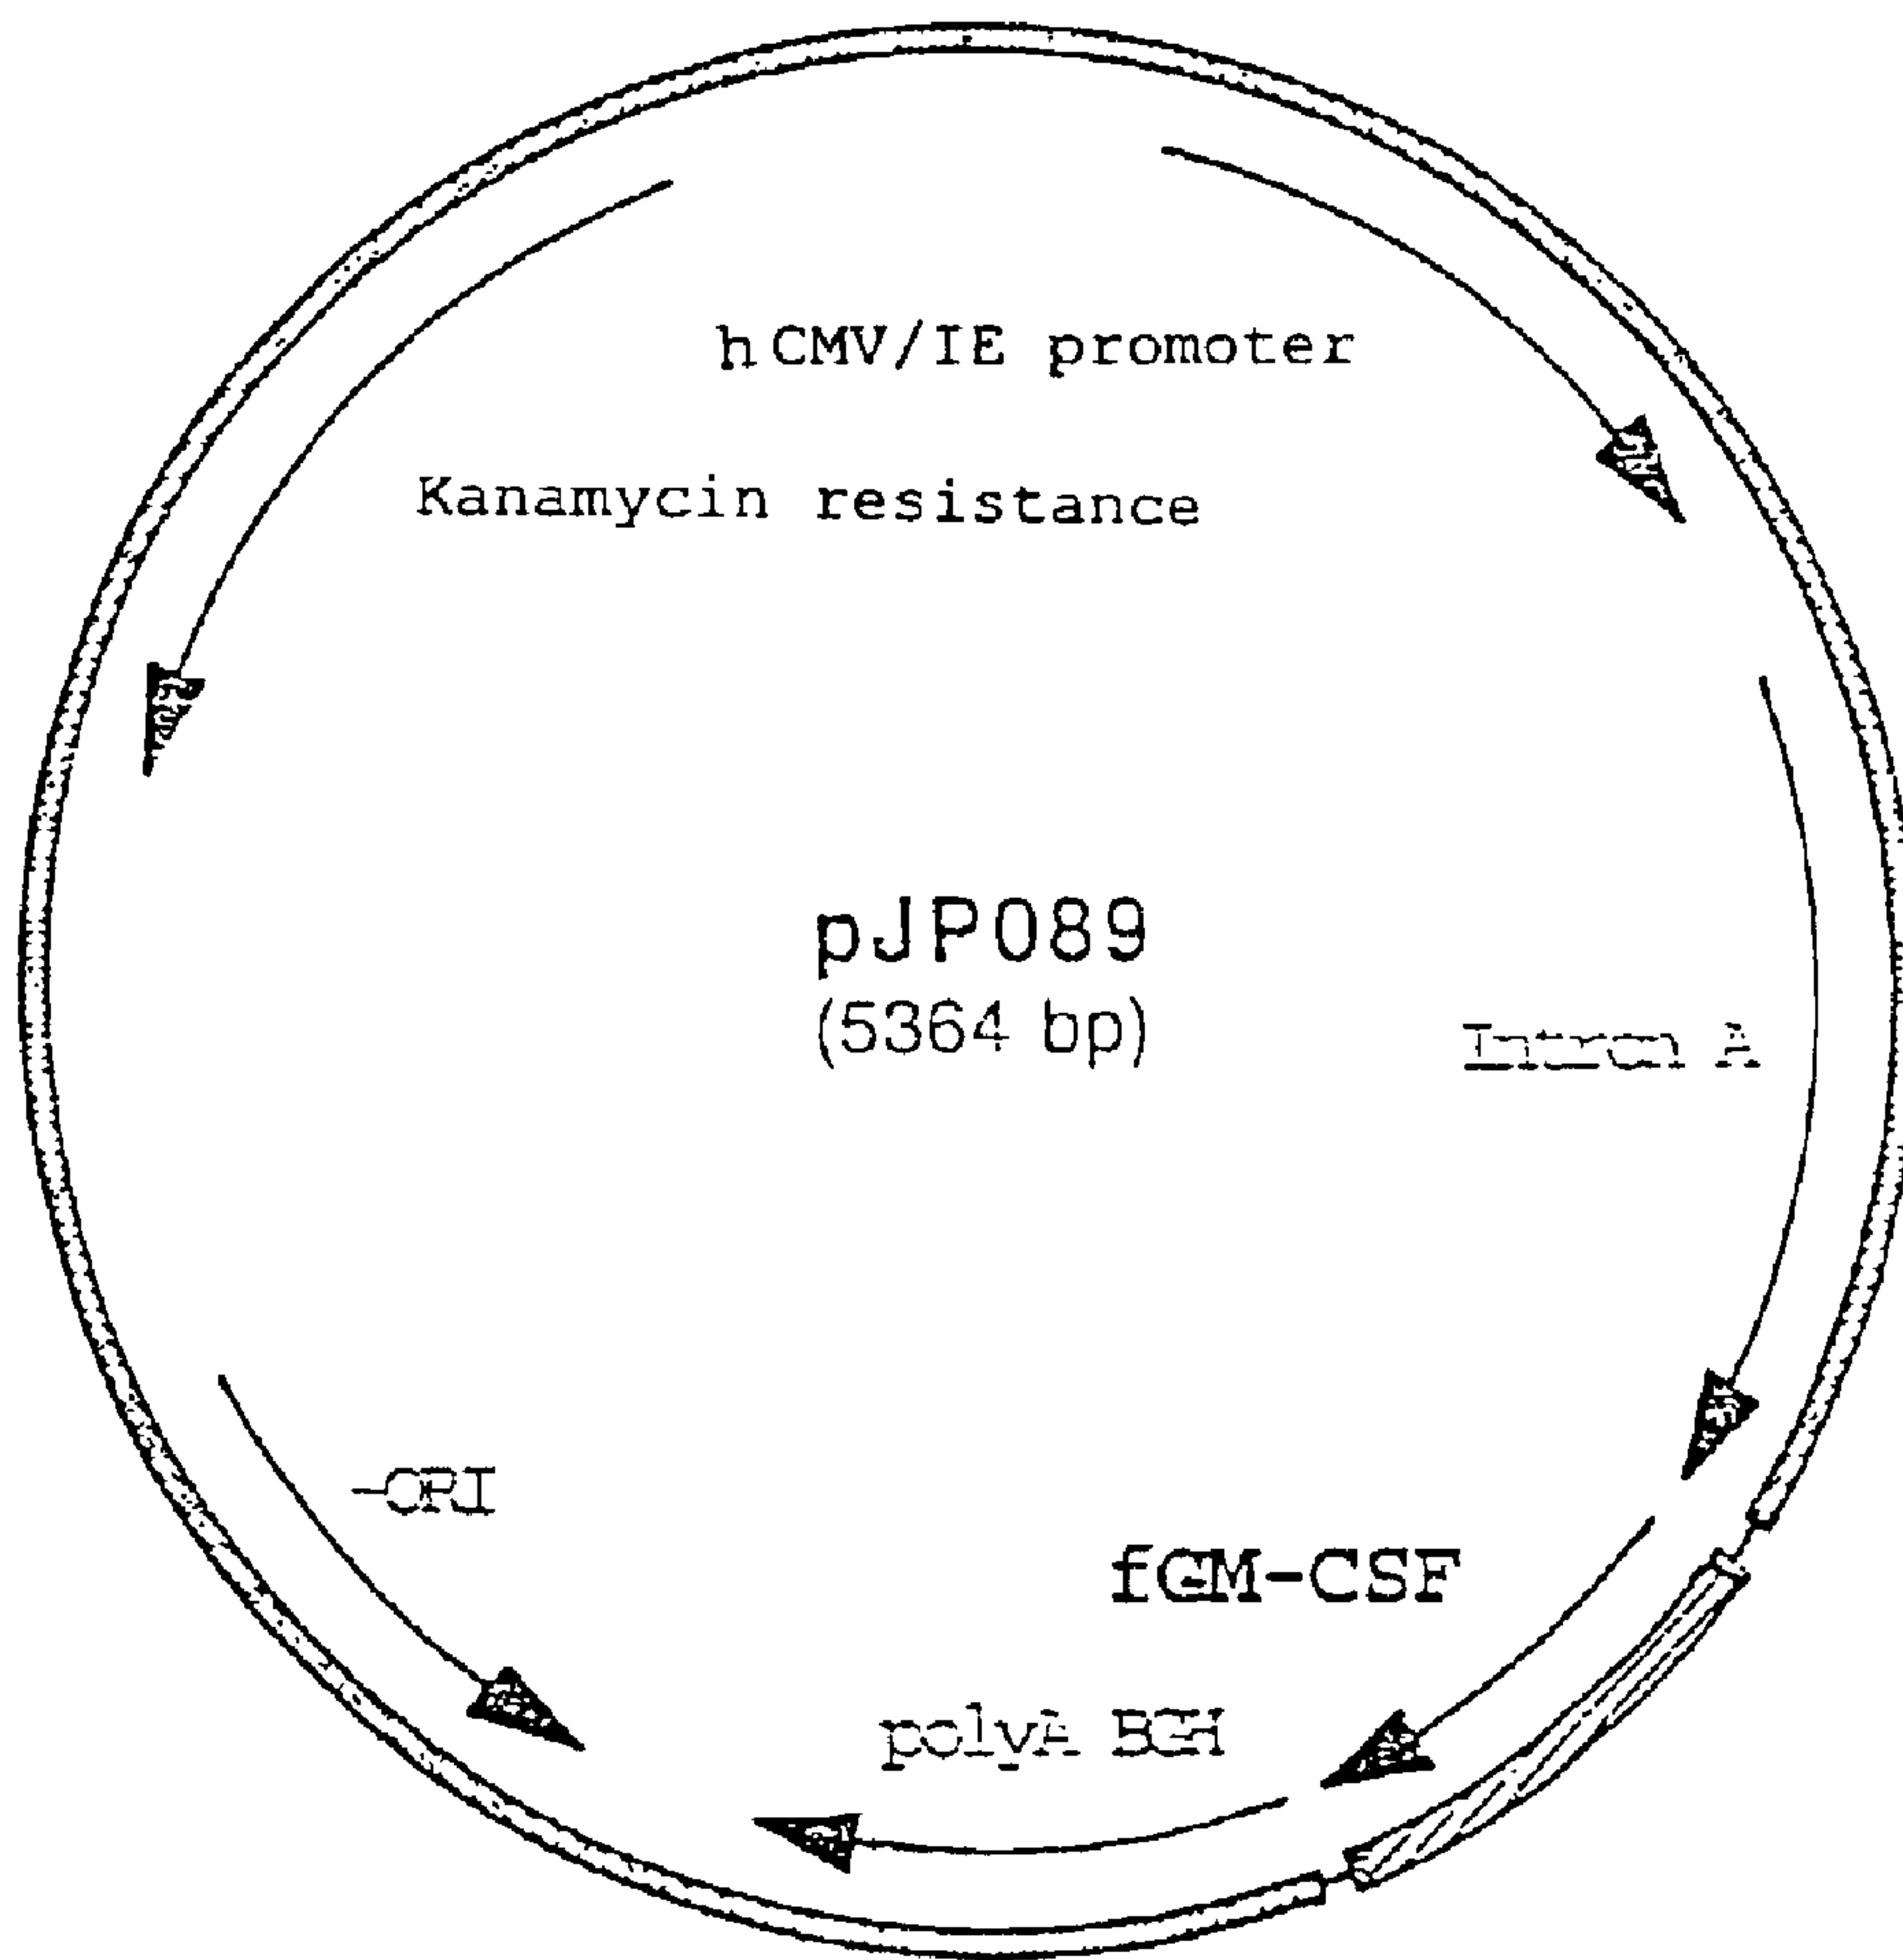 hCMV/IE promoter
Kanamycin resistance
pJP089
(5364 bp)
Intron A
ORI
fGM-CSF
polyA BGH